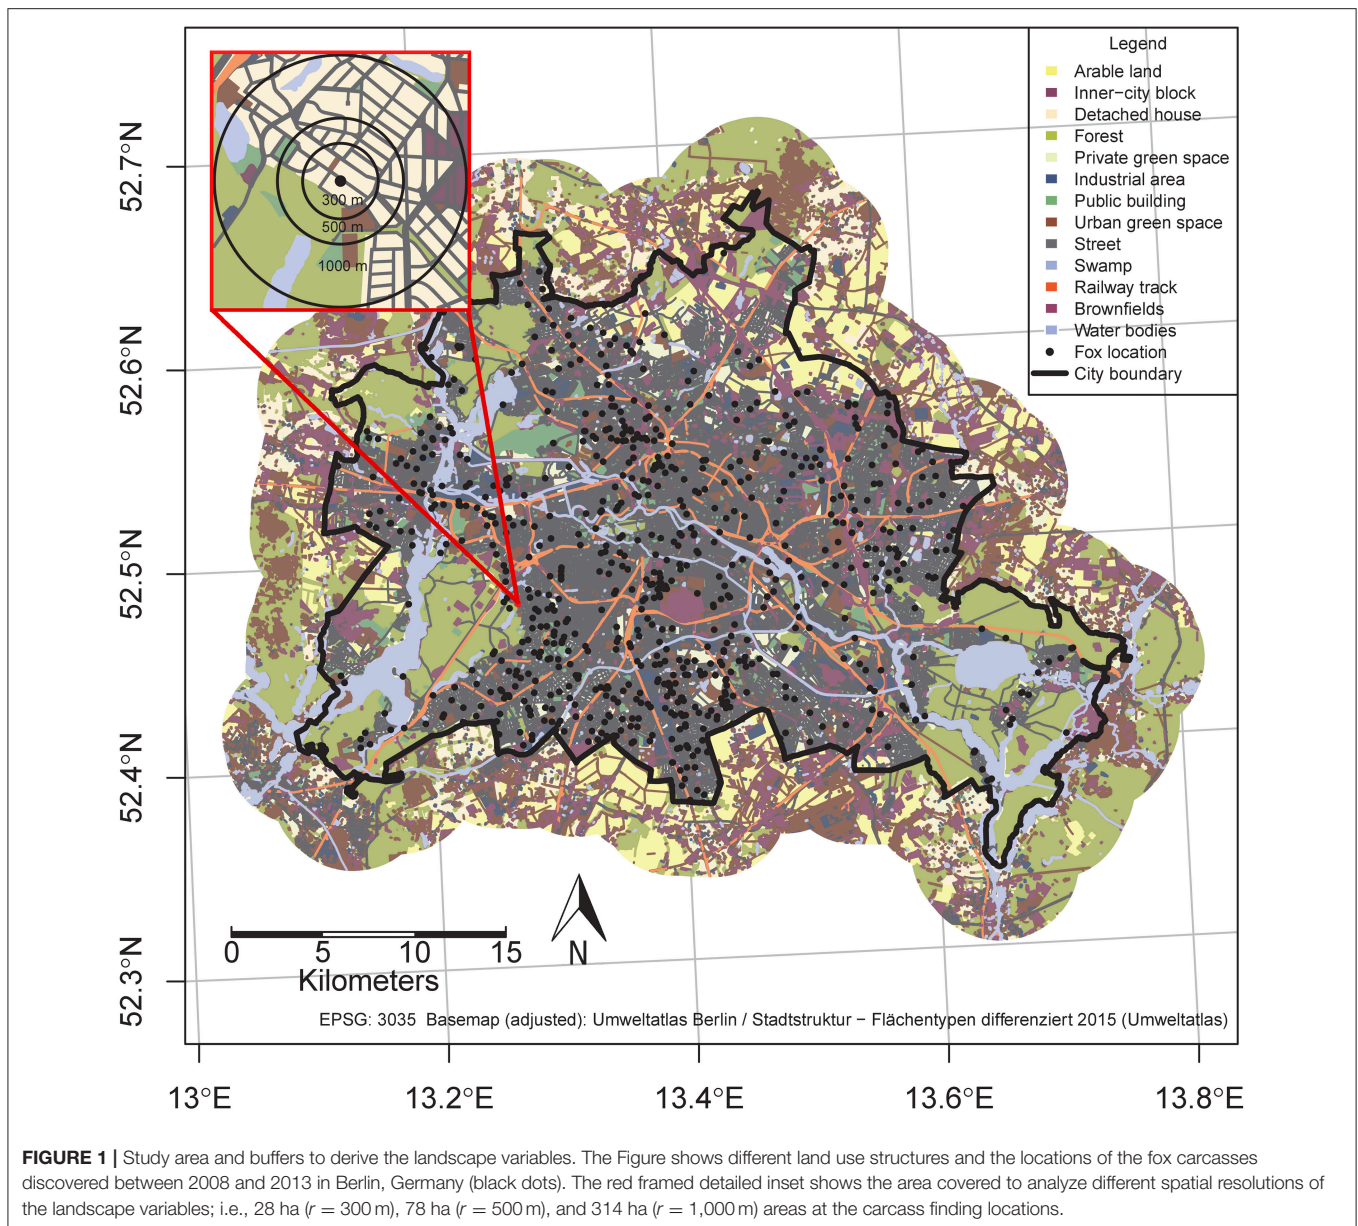 Legend
Arable land
Inner−city block
Detached house
Forest
Private green space
Industrial area
Public building
Urban green space
Street
Swamp
Railway track
Brownfields
Water bodies
Fox location
City boundary
300 m
500 m
1000 m
52.7°N
52.6°N
52.5°N
52.4°N
52.3°N
0 5 10 15
Kilometers
N
EPSG: 3035 Basemap (adjusted): Umweltatlas Berlin / Stadtstruktur − Flächentypen differenziert 2015 (Umweltatlas)
13°E 13.2°E 13.4°E 13.6°E 13.8°E
FIGURE 1 | Study area and buffers to derive the landscape variables. The Figure shows different land use structures and the locations of the fox carcasses
discovered between 2008 and 2013 in Berlin, Germany (black dots). The red framed detailed inset shows the area covered to analyze different spatial resolutions of
the landscape variables; i.e., 28 ha (r = 300 m), 78 ha (r = 500 m), and 314 ha (r = 1,000 m) areas at the carcass finding locations.